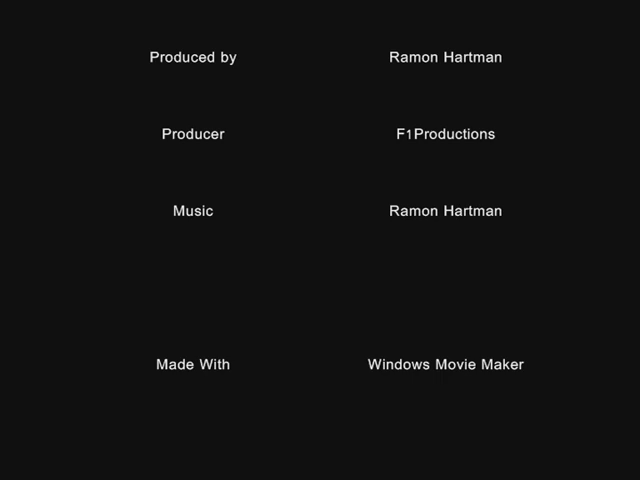 Produced by Ramon Hartman
Producer F1Productions
Music Ramon Hartman
Made With Windows Movie Maker